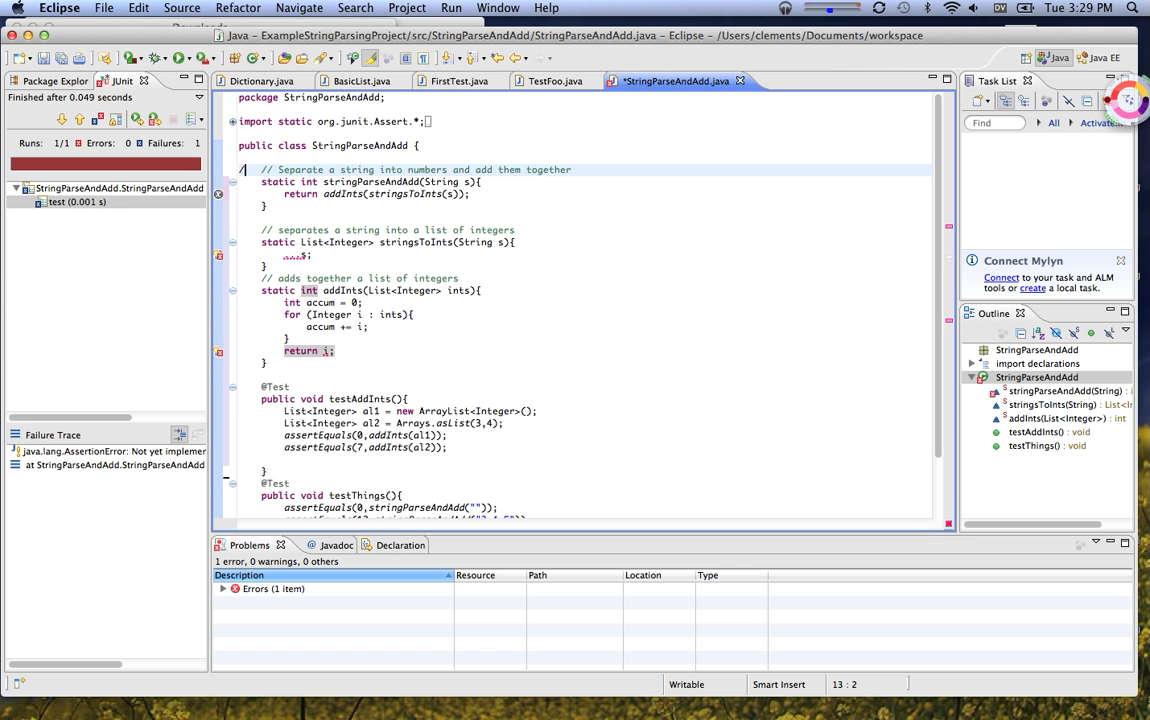 Eclipse File Edit Source Refactor Navigate Search Project Run Window Help DV Tue 3:29 PM
Java – ExampleStringParsingProject/src/StringParseAndAdd/StringParseAndAdd.java – Eclipse – /Users/clements/Documents/workspace
Java Java EE
Package Explor JUnit
Dictionary.java BasicList.java FirstTest.java TestFoo.java *StringParseAndAdd.java
Task List
Finished after 0.049 seconds
Runs: 1/1 Errors: 0 Failures: 1
StringParseAndAdd.StringParseAndAdd
test (0.001 s)
Failure Trace
java.lang.AssertionError: Not yet implemer
at StringParseAndAdd.StringParseAndAdd
package StringParseAndAdd;
import static org.junit.Assert.*;
public class StringParseAndAdd {
/ // Separate a string into numbers and add them together
static int stringParseAndAdd(String s){
return addInts(stringsToInts(s));
}
// separates a string into a list of integers
static List<Integer> stringsToInts(String s){
....s;
}
// adds together a list of integers
static int addInts(List<Integer> ints){
int accum = 0;
for (Integer i : ints){
accum += i;
}
return i;
}
@Test
public void testAddInts(){
List<Integer> al1 = new ArrayList<Integer>();
List<Integer> al2 = Arrays.asList(3,4);
assertEquals(0,addInts(al1));
assertEquals(7,addInts(al2));
}
@Test
public void testThings(){
assertEquals(0,stringParseAndAdd(""));
Find All Activate...
Connect Mylyn
Connect to your task and ALM
tools or create a local task.
Outline
StringParseAndAdd
import declarations
StringParseAndAdd
stringParseAndAdd(String) : i
stringsToInts(String) : List<Ir
addInts(List<Integer>) : int
testAddInts() : void
testThings() : void
Problems Javadoc Declaration
1 error, 0 warnings, 0 others
Description Resource Path Location Type
Errors (1 item)
Writable Smart Insert 13 : 2